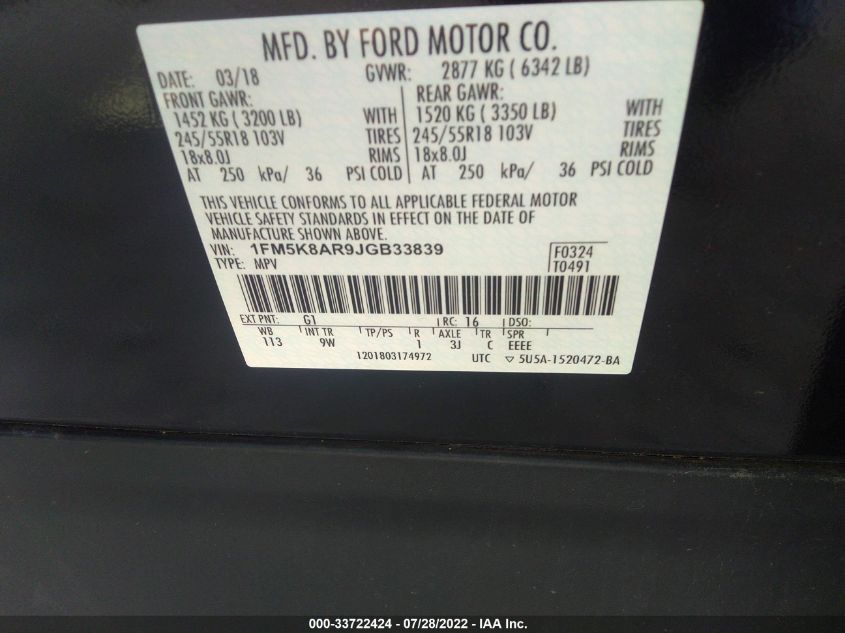 MFD. BY FORD MOTOR CO.
DATE: 03/18 GVWR: 2877 KG ( 6342 LB)
FRONT GAWR: REAR GAWR:
1452 KG ( 3200 LB) WITH 1520 KG ( 3350 LB) WITH
245/55R18 103V TIRES 245/55R18 103V TIRES
18x8.0J RIMS 18x8.0J RIMS
AT 250 kPa/ 36 PSI COLD AT 250 kPa/ 36 PSI COLD
THIS VEHICLE CONFORMS TO ALL APPLICABLE FEDERAL MOTOR
VEHICLE SAFETY STANDARDS IN EFFECT ON THE DATE OF
MANUFACTURE SHOWN ABOVE.
VIN: 1FM5K8AR9JGB33839 F0324
TYPE: MPV T0491
EXT PNT: G1 RC: 16 DSO:
WB INT TR TP/PS R AXLE TR SPR
113 9W 1 3J C EEEE
1201803174972 UTC ▽ 5U5A-1520472-BA
000-33722424 - 07/28/2022 - IAA Inc.